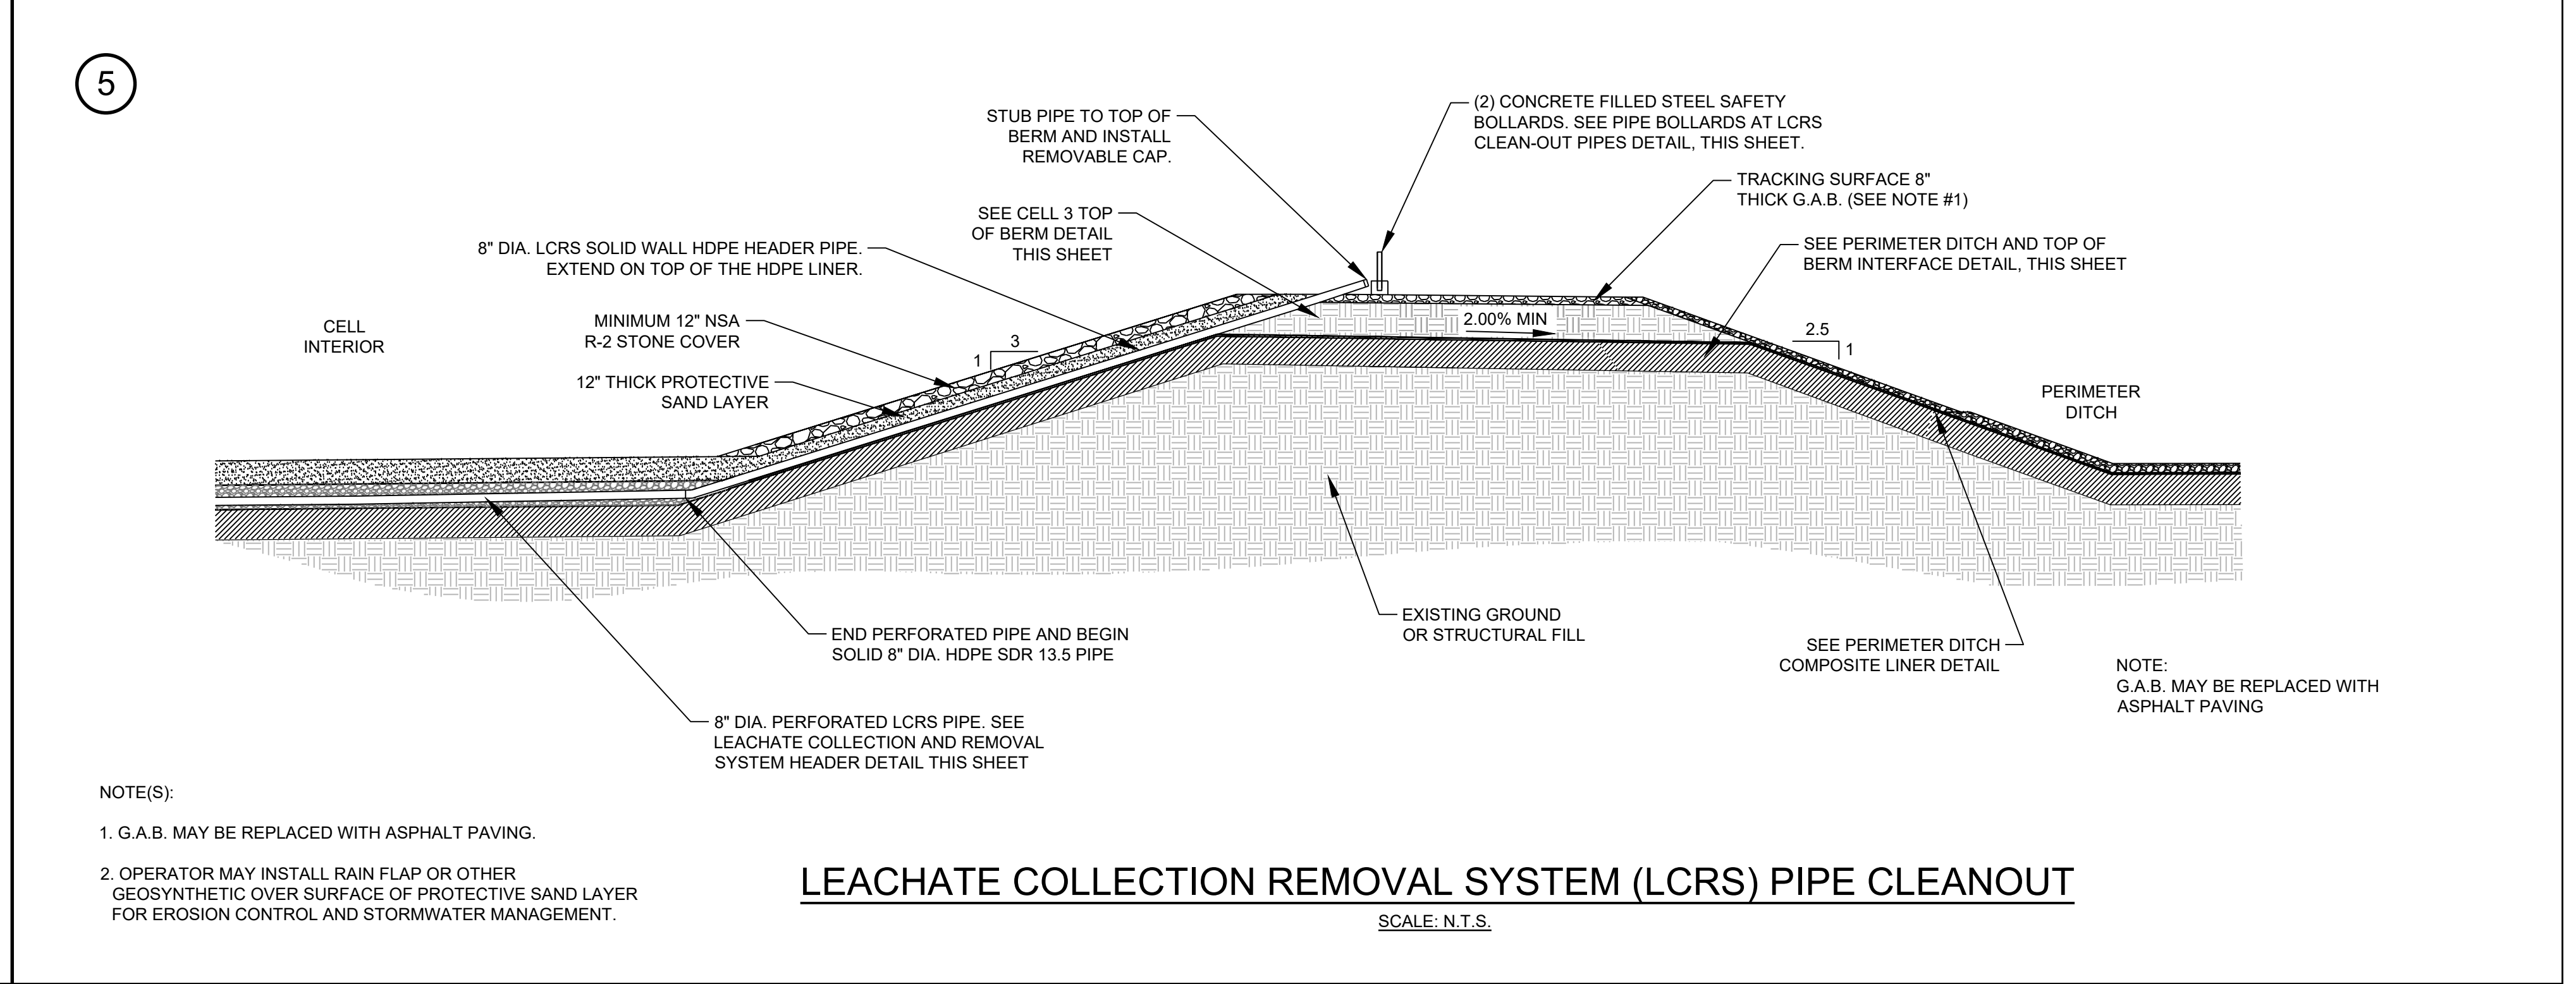 5
STUB PIPE TO TOP OF
BERM AND INSTALL
REMOVABLE CAP.
(2) CONCRETE FILLED STEEL SAFETY
BOLLARDS. SEE PIPE BOLLARDS AT LCRS
CLEAN-OUT PIPES DETAIL, THIS SHEET.
TRACKING SURFACE 8"
THICK G.A.B. (SEE NOTE #1)
SEE CELL 3 TOP
OF BERM DETAIL
THIS SHEET
8" DIA. LCRS SOLID WALL HDPE HEADER PIPE.
EXTEND ON TOP OF THE HDPE LINER.
SEE PERIMETER DITCH AND TOP OF
BERM INTERFACE DETAIL, THIS SHEET
CELL
INTERIOR
MINIMUM 12" NSA
R-2 STONE COVER
12" THICK PROTECTIVE
SAND LAYER
3
1
2.00% MIN
2.5
1
PERIMETER
DITCH
END PERFORATED PIPE AND BEGIN
SOLID 8" DIA. HDPE SDR 13.5 PIPE
EXISTING GROUND
OR STRUCTURAL FILL
SEE PERIMETER DITCH
COMPOSITE LINER DETAIL
NOTE:
G.A.B. MAY BE REPLACED WITH
ASPHALT PAVING
8" DIA. PERFORATED LCRS PIPE. SEE
LEACHATE COLLECTION AND REMOVAL
SYSTEM HEADER DETAIL THIS SHEET
NOTE(S):
1. G.A.B. MAY BE REPLACED WITH ASPHALT PAVING.
2. OPERATOR MAY INSTALL RAIN FLAP OR OTHER
GEOSYNTHETIC OVER SURFACE OF PROTECTIVE SAND LAYER
FOR EROSION CONTROL AND STORMWATER MANAGEMENT.
LEACHATE COLLECTION REMOVAL SYSTEM (LCRS) PIPE CLEANOUT
SCALE: N.T.S.